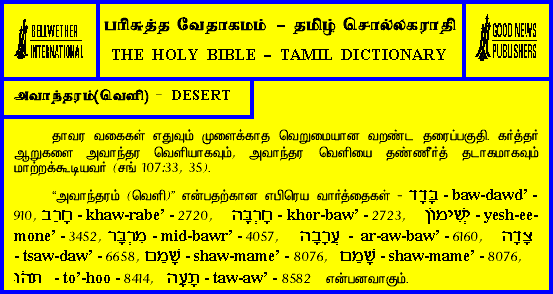 BELLWETHER
INTERNATIONAL
பரிசுத்த வேதாகமம் – தமிழ் சொல்லகராதி
THE HOLY BIBLE – TAMIL DICTIONARY
GOOD NEWS
PUBLISHERS
அவாந்தரம்(வெளி) – DESERT
தாவர வகைகள் எதுவும் முளைக்காத வெறுமையான வறண்ட தரைப்பகுதி. கர்த்தர்
ஆறுகளை அவாந்தர வெளியாகவும், அவாந்தர வெளியை தண்ணீர்த் தடாகமாகவும்
மாற்றக்கூடியவர் (சங் 107:33, 35).
“அவாந்தரம் (வெளி)” என்பதற்கான எபிரெய வார்த்தைகள் - בָּדַד - baw-dawd’ -
910, חָרֵב - khaw-rabe’ - 2720, חָרְבָּה - khor-baw’ - 2723, יְשִׁימוֹן - yesh-ee-
mone’ - 3452, מִדְבָּר - mid-bawr’ - 4057, עֲרָבָה - ar-aw-baw’ - 6160, צָדָה
- tsaw-daw’ - 6658, שָׁמֵם - shaw-mame’ - 8076, שָׁמֵם - shaw-mame’ - 8076,
תֹּהוּ - to’-hoo - 8414, תָּעָה - taw-aw’ - 8582 என்பனவாகும்.